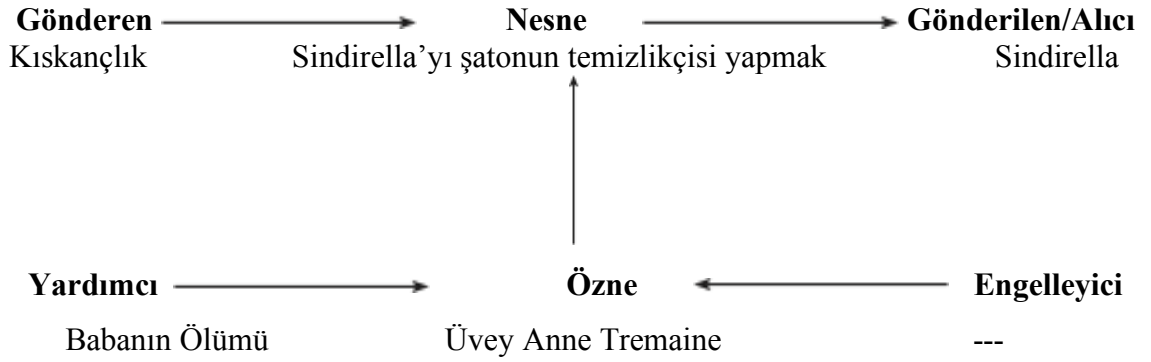 Gönderen Nesne Gönderilen/Alıcı
Kıskançlık Sindirella’yı şatonun temizlikçisi yapmak Sindirella
Yardımcı Özne Engelleyici
Babanın Ölümü Üvey Anne Tremaine ---